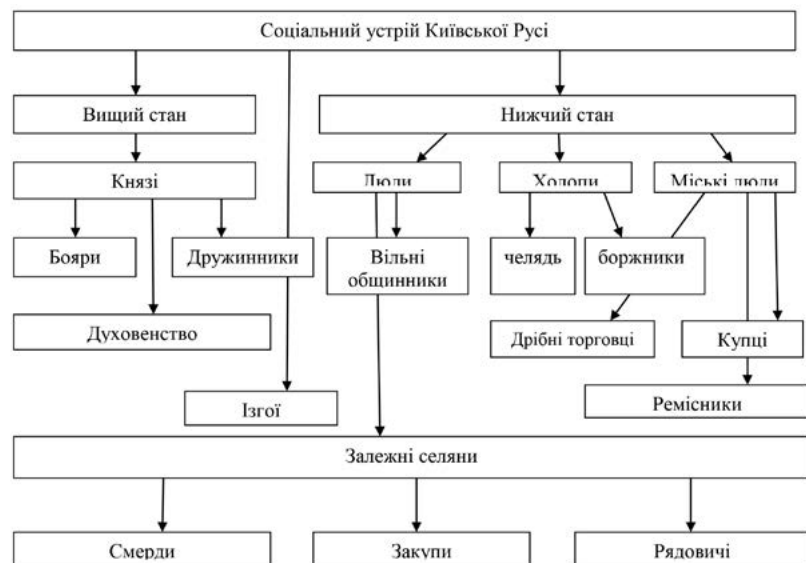 Соціальний устрій Київської Русі
Вищий стан
Нижчий стан
Князі
Люди
Холопи
Міські люди
Бояри
Дружинники
Вільні
общинники
челядь
боржники
Духовенство
Дрібні торговці
Купці
Ізгої
Ремісники
Залежні селяни
Смерди
Закупи
Рядовичі